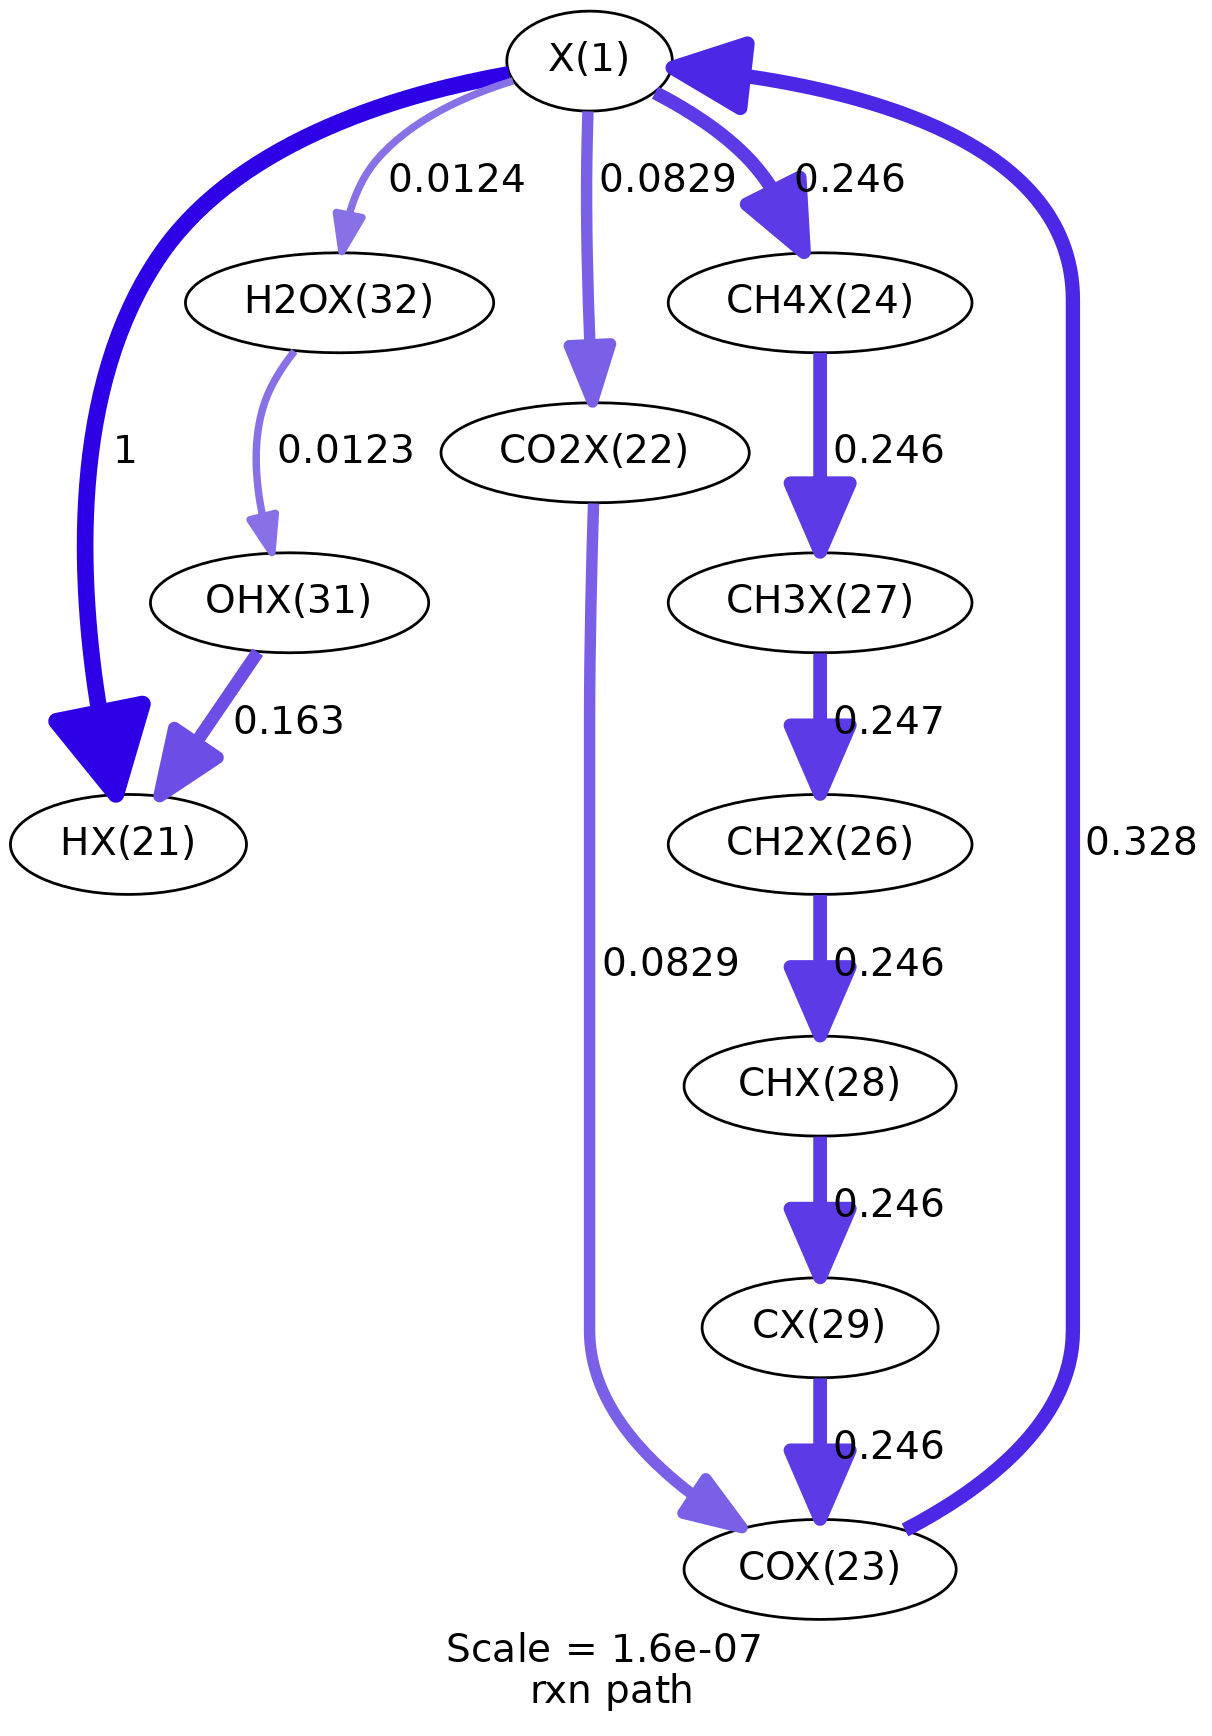 X(1)
0.0124
0.0829
0.246
H2OX(32)
CH4X(24)
1
0.0123
CO2X(22)
0.246
OHX(31)
CH3X(27)
0.163
0.247
HX(21)
CH2X(26)
0.328
0.0829
0.246
CHX(28)
0.246
CX(29)
0.246
COX(23)
Scale = 1.6e-07
rxn path